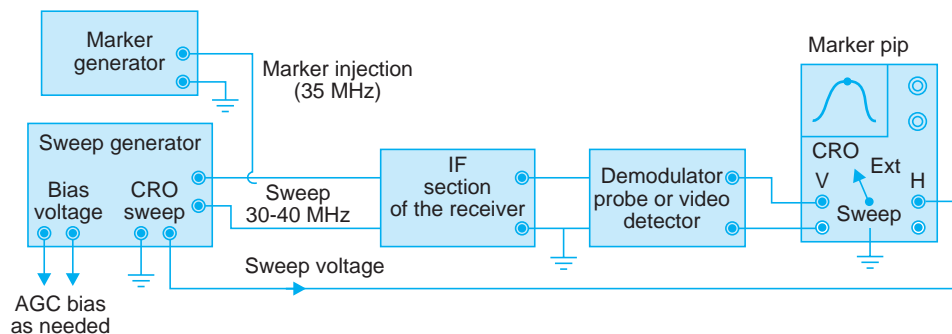 Marker
generator
Marker injection
(35 MHz)
Marker pip
Sweep generator
Bias
voltage
CRO
sweep
Sweep
30-40 MHz
IF
section
of the receiver
Demodulator
probe or video
detector
CRO
Ext
V
H
Sweep
Sweep voltage
AGC bias
as needed